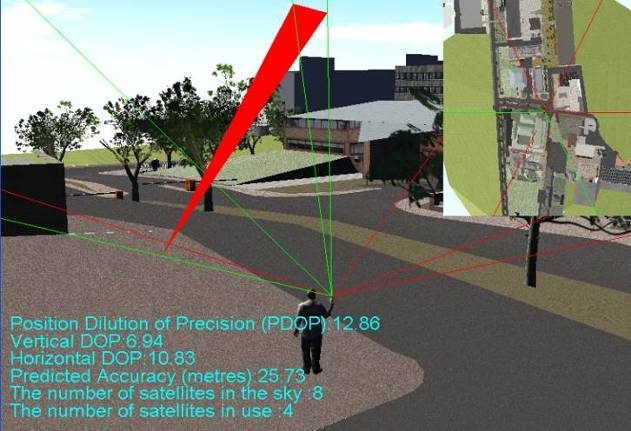 Position Dilution of Precision (PDOP):12.86
Vertical DOP:6.94
Horizontal DOP:10.83
Predicted Accuracy (metres):25.73
The number of satellites in the sky :8
The number of satellites in use :4